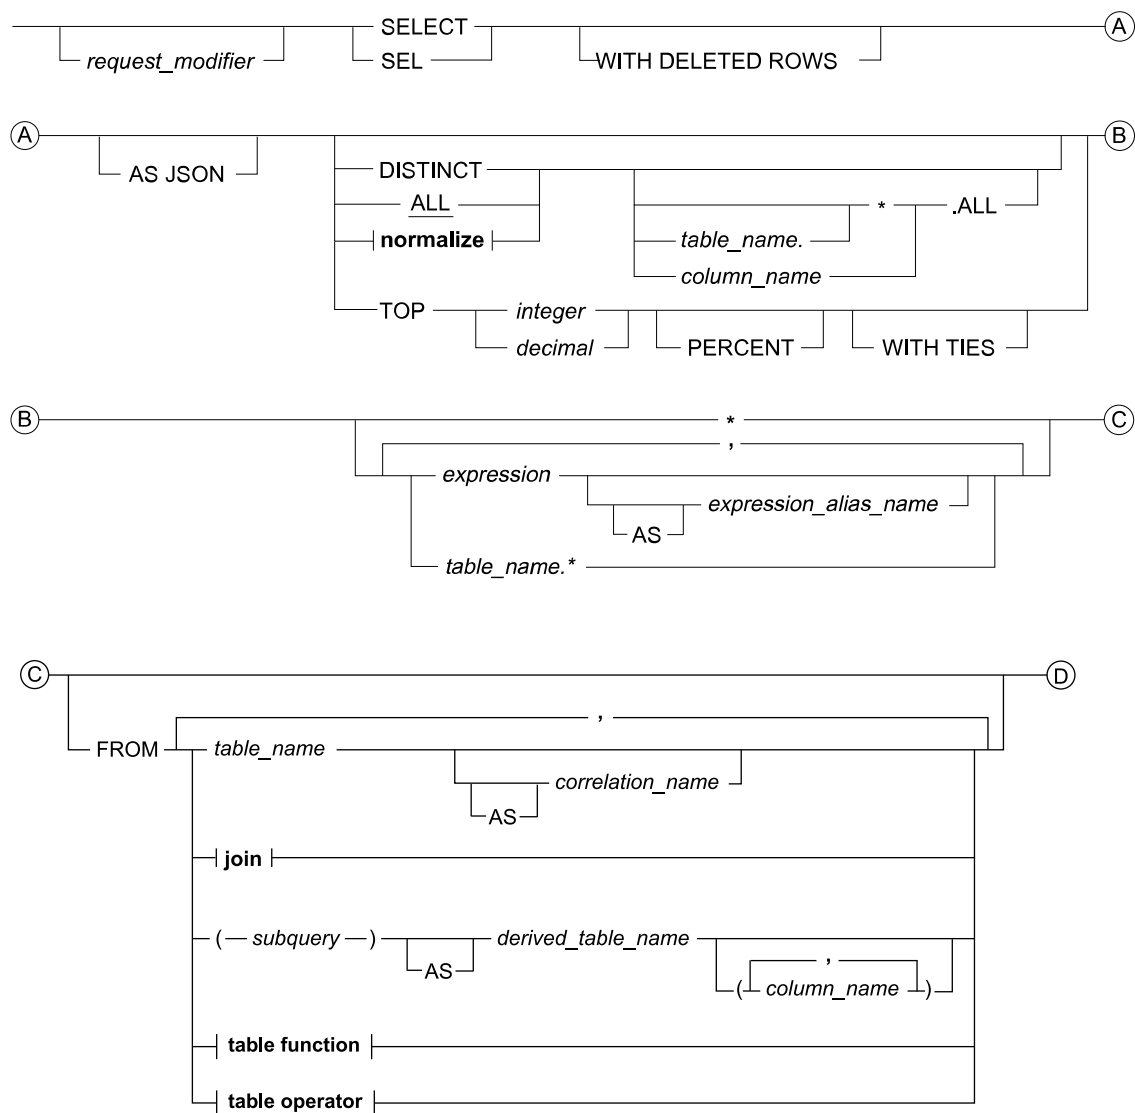 SELECT A
request_modifier SEL WITH DELETED ROWS
A B
AS JSON DISTINCT
ALL * .ALL
normalize table_name.
column_name
TOP integer
decimal PERCENT WITH TIES
B * C
,
expression
expression_alias_name
AS
table_name.*
C D
,
FROM table_name
correlation_name
AS
join
( subquery ) derived_table_name
AS ,
( column_name )
table function
table operator